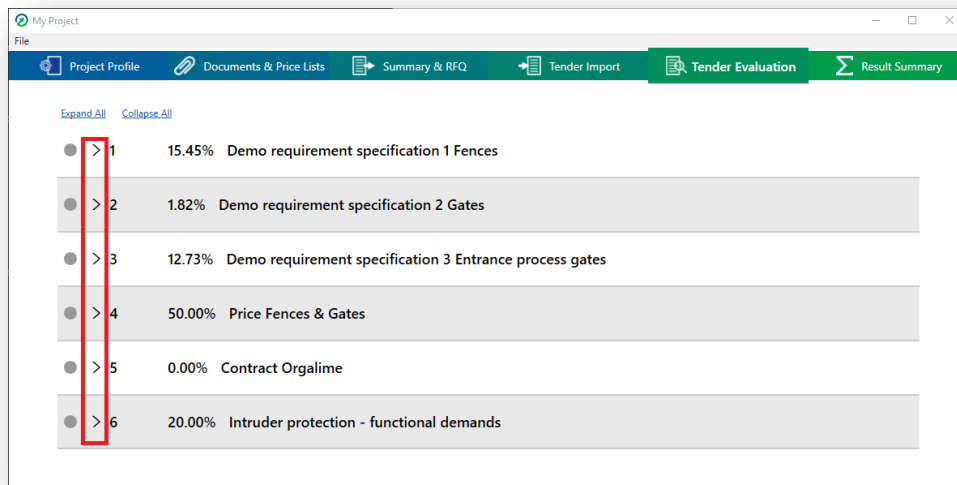 My Project
File
Project Profile Documents & Price Lists Summary & RFQ Tender Import Tender Evaluation Result Summary
Expand All Collapse All
1 15.45% Demo requirement specification 1 Fences
2 1.82% Demo requirement specification 2 Gates
3 12.73% Demo requirement specification 3 Entrance process gates
4 50.00% Price Fences & Gates
5 0.00% Contract Orgalime
6 20.00% Intruder protection - functional demands